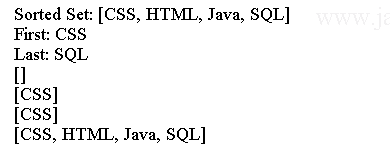 Sorted Set: [CSS, HTML, Java, SQL]
First: CSS
Last: SQL
[]
[CSS]
[CSS]
[CSS, HTML, Java, SQL]